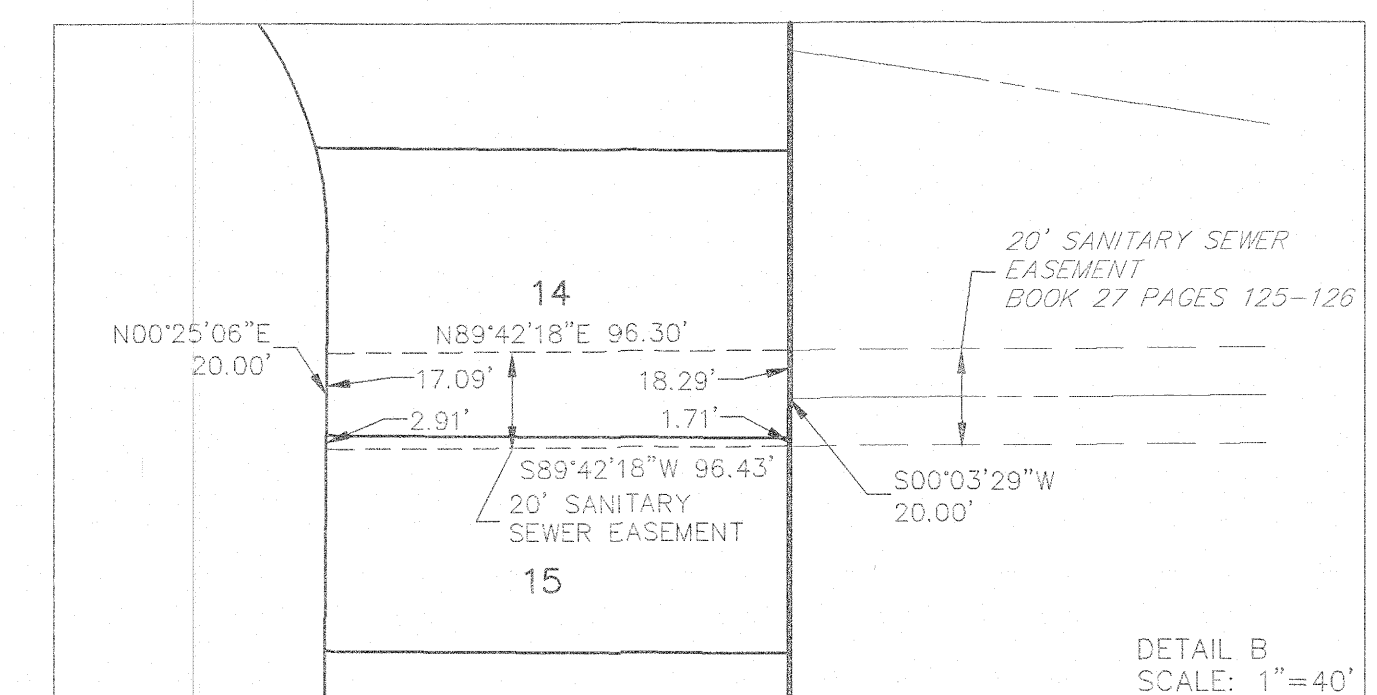 20' SANITARY SEWER
EASEMENT
BOOK 27 PAGES 125-126
14
N00°25'06"E
20.00'
N89°42'18"E 96.30'
17.09'
18.29'
2.91'
1.71'
S89°42'18"W 96.43'
20' SANITARY
SEWER EASEMENT
S00°03'29"W
20.00'
15
DETAIL B
SCALE: 1"=40'